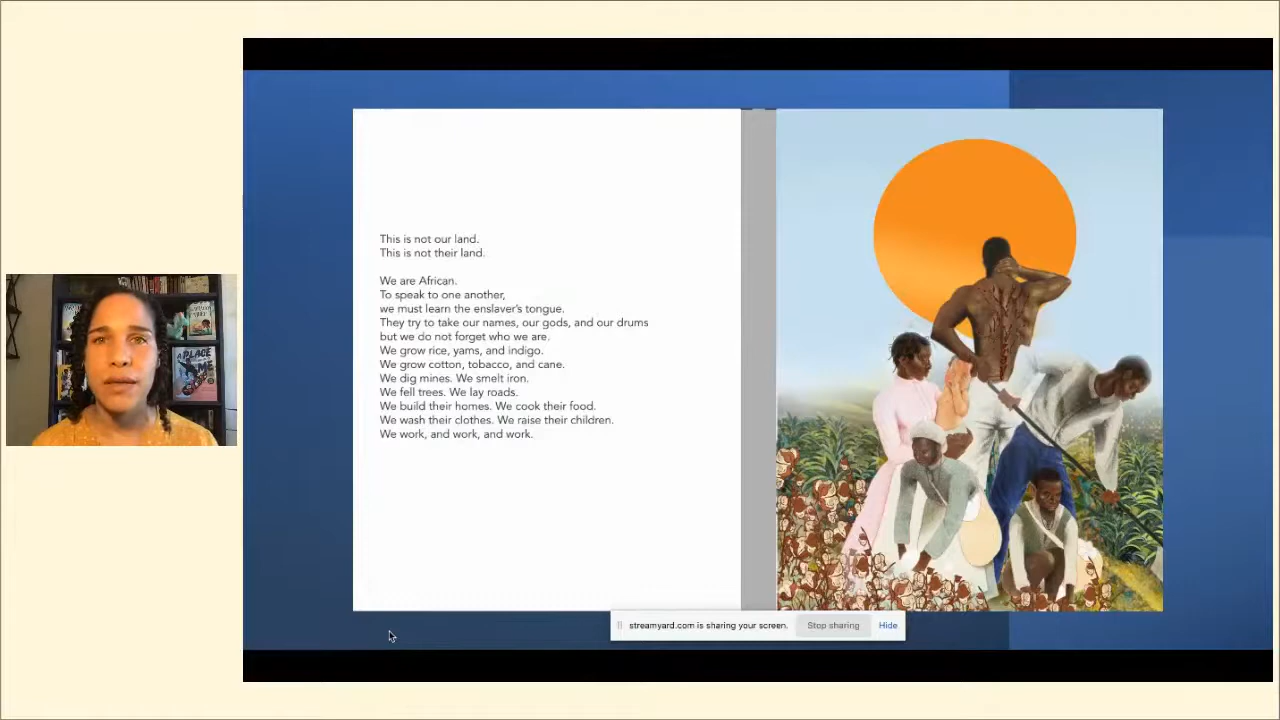 This is not our land.
This is not their land.
We are African.
To speak to one another,
we must learn the enslaver's tongue.
They try to take our names, our gods, and our drums
but we do not forget who we are.
We grow rice, yams, and indigo.
We grow cotton, tobacco, and cane.
We dig mines. We smelt iron.
We fell trees. We lay roads.
We build their homes. We cook their food.
We wash their clothes. We raise their children.
We work, and work, and work.
A PLACE
streamyard.com is sharing your screen. Stop sharing Hide